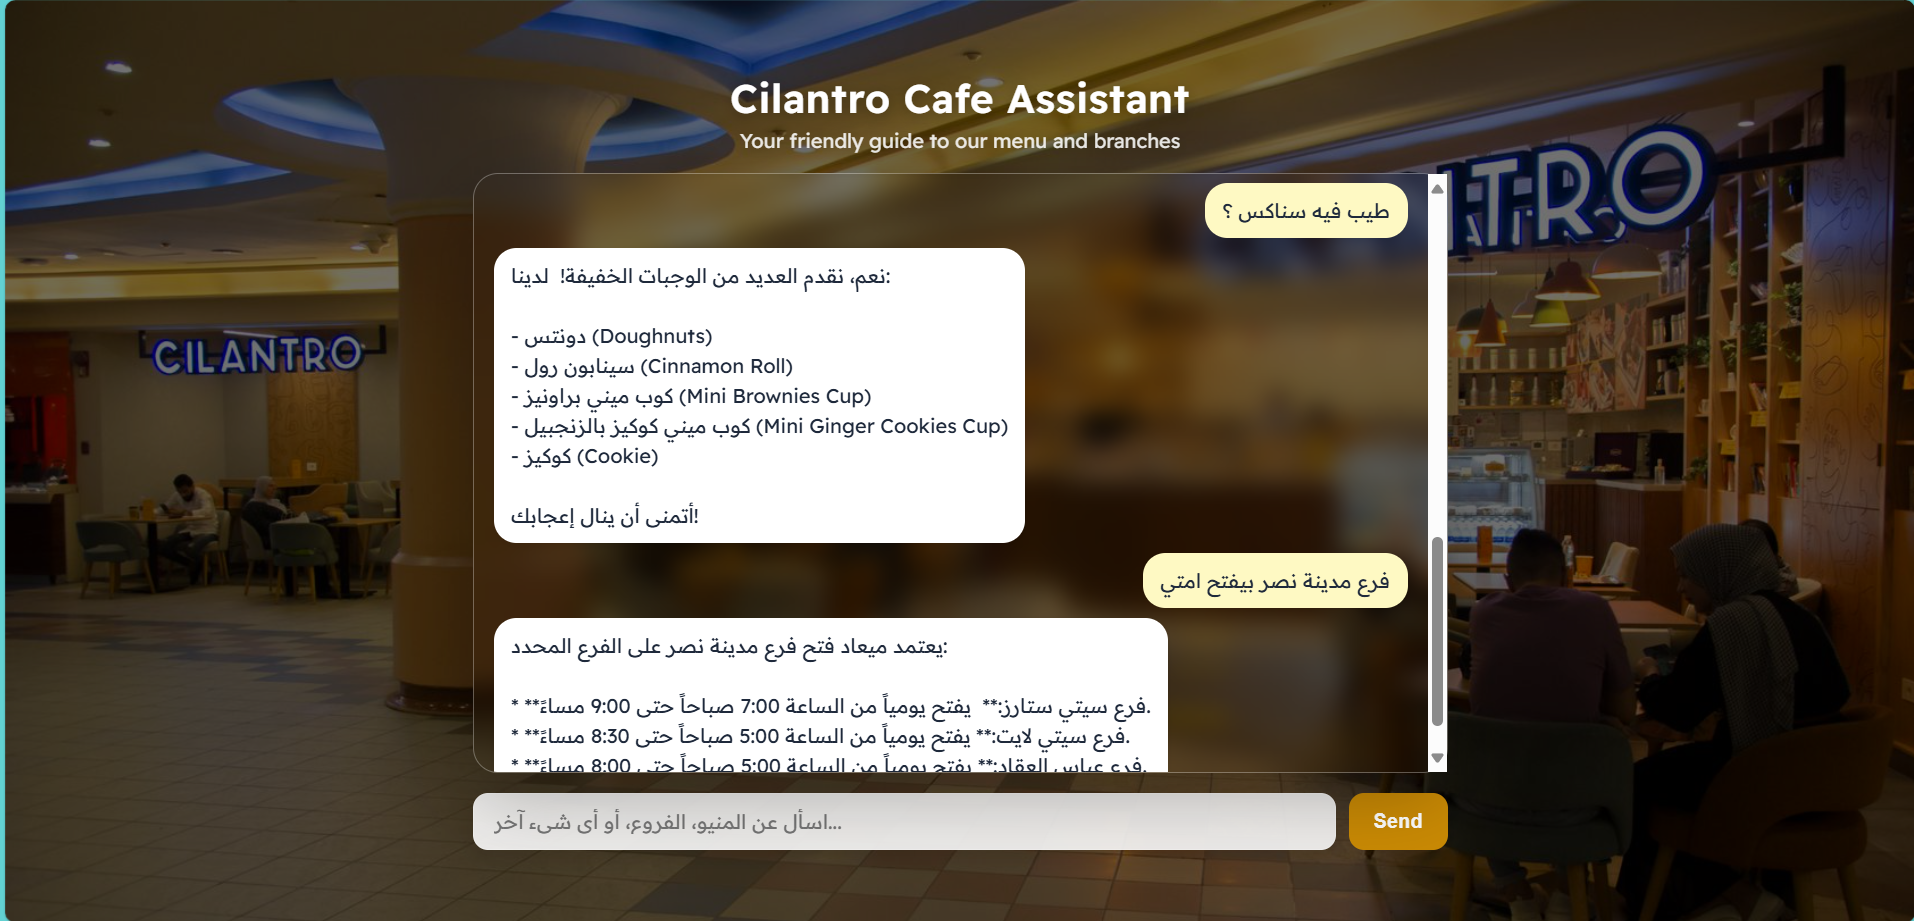 Cilantro Cafe Assistant
Your friendly guide to our menu and branches
CILANTRO
NTRO
طيب فيه سناكس ؟
نعم، نقدم العديد من الوجبات الخفيفة! لدينا:
- دونتس (Doughnuts)
- سينابون رول (Cinnamon Roll)
- كوب ميني براونيز (Mini Brownies Cup)
- كوب ميني كوكيز بالزنجبيل (Mini Ginger Cookies Cup)
- كوكيز (Cookie)
أتمنى أن ينال إعجابك!
فرع مدينة نصر بيفتح امتي
يعتمد ميعاد فتح فرع مدينة نصر على الفرع المحدد:
* **فرع سيتي ستارز:** يفتح يومياً من الساعة 7:00 صباحاً حتى 9:00 مساءً.
* **فرع سيتي لايت:** يفتح يومياً من الساعة 5:00 صباحاً حتى 8:30 مساءً.
* **فرع عباس العقاد:** يفتح يومياً من الساعة 5:00 صباحاً حتى 8:00 مساءً.
اسأل عن المنيو، الفروع، أو أى شىء آخر...
Send